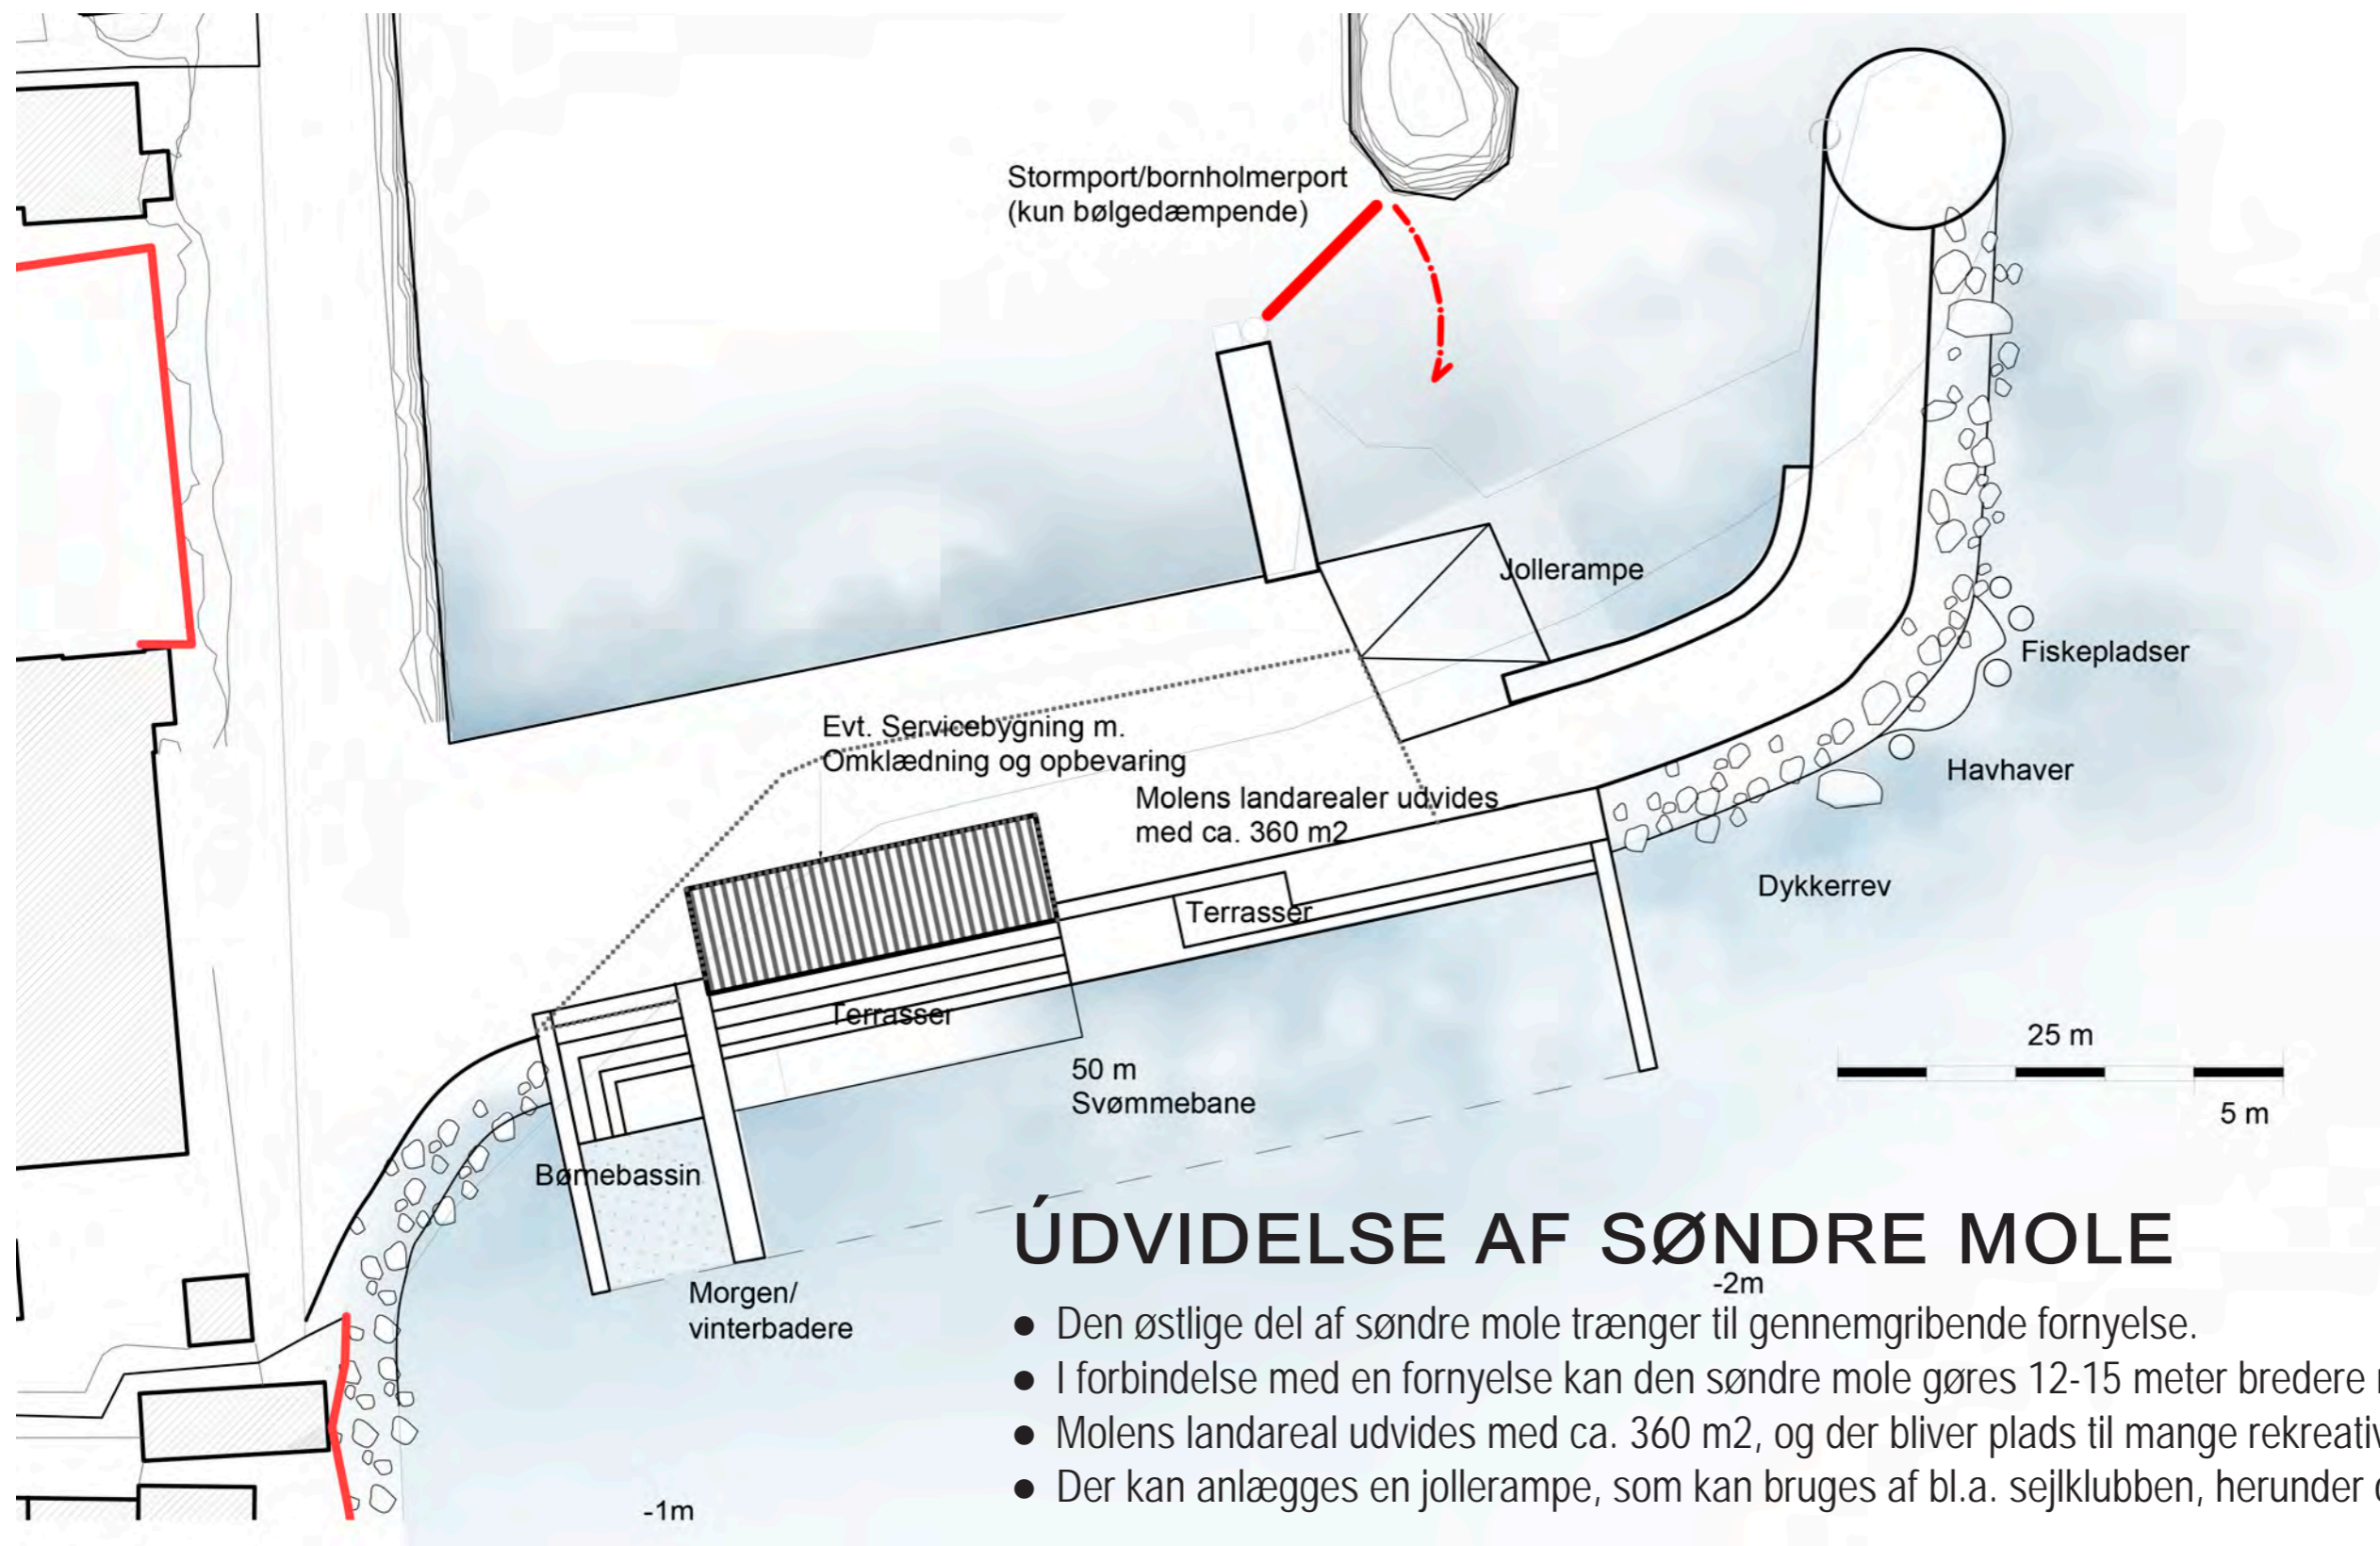 Stormport/bornholmerport
(kun bølgedæmpende)
Jollerampe
Fiskepladser
Evt. Servicebygning m.
Omklædning og opbevaring
Havhaver
Molens landarealer udvides
med ca. 360 m2
Dykkerrev
Terrasser
Terrasser
25 m
50 m
Svømmebane
5 m
Børnebassin
ÚDVIDELSE AF SØNDRE MOLE
-2m
Morgen/
vinterbadere
● Den østlige del af søndre mole trænger til gennemgribende fornyelse.
● I forbindelse med en fornyelse kan den søndre mole gøres 12-15 meter bredere
● Molens landareal udvides med ca. 360 m2, og der bliver plads til mange rekreativ
● Der kan anlægges en jollerampe, som kan bruges af bl.a. sejlklubben, herunder
-1m